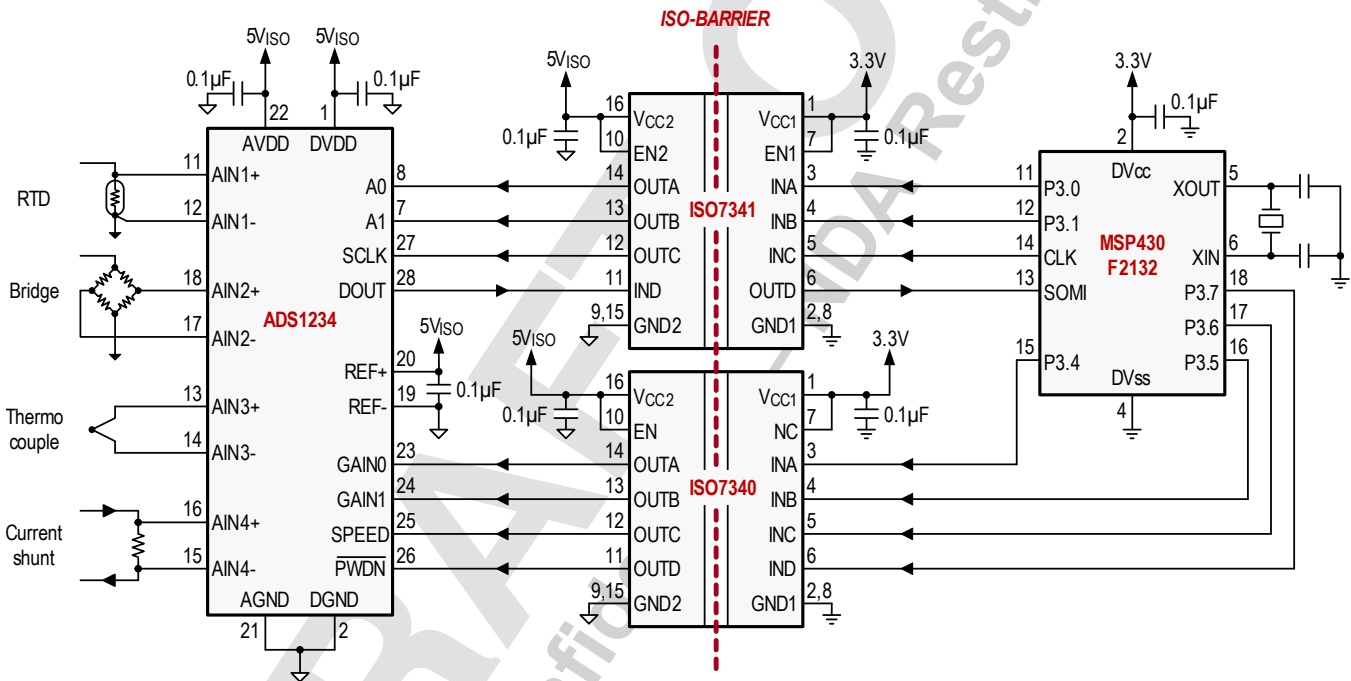 ISO-BARRIER
5VISO 5VISO
0.1µF 0.1µF
22 1
AVDD DVDD
RTD
11 AIN1+
12 AIN1-
Bridge
18 AIN2+
17 AIN2-
Thermo
couple
13 AIN3+
14 AIN3-
Current
shunt
16 AIN4+
15 AIN4-
ADS1234
A0 8
A1 7
SCLK 27
DOUT 28
REF+ 20
REF- 19
5VISO
0.1µF
GAIN0 23
GAIN1 24
SPEED 25
PWDN 26
AGND DGND
21 2
5VISO
0.1µF
16 VCC2
10 EN2
14 OUTA
13 OUTB
12 OUTC
11 IND
9,15 GND2
ISO7341
3.3V
0.1µF
VCC1 1
EN1 7
INA 3
INB 4
INC 5
OUTD 6
GND1 2,8
5VISO
0.1µF
16 VCC2
10 EN
14 OUTA
13 OUTB
12 OUTC
11 OUTD
9,15 GND2
ISO7340
3.3V
0.1µF
VCC1 1
NC 7
INA 3
INB 4
INC 5
IND 6
GND1 2,8
3.3V
0.1µF
2
DVcc
11 P3.0
12 P3.1
14 CLK
13 SOMI
15 P3.4
MSP430
F2132
XOUT 5
XIN 6
P3.7 18
P3.6 17
P3.5 16
DVss
4